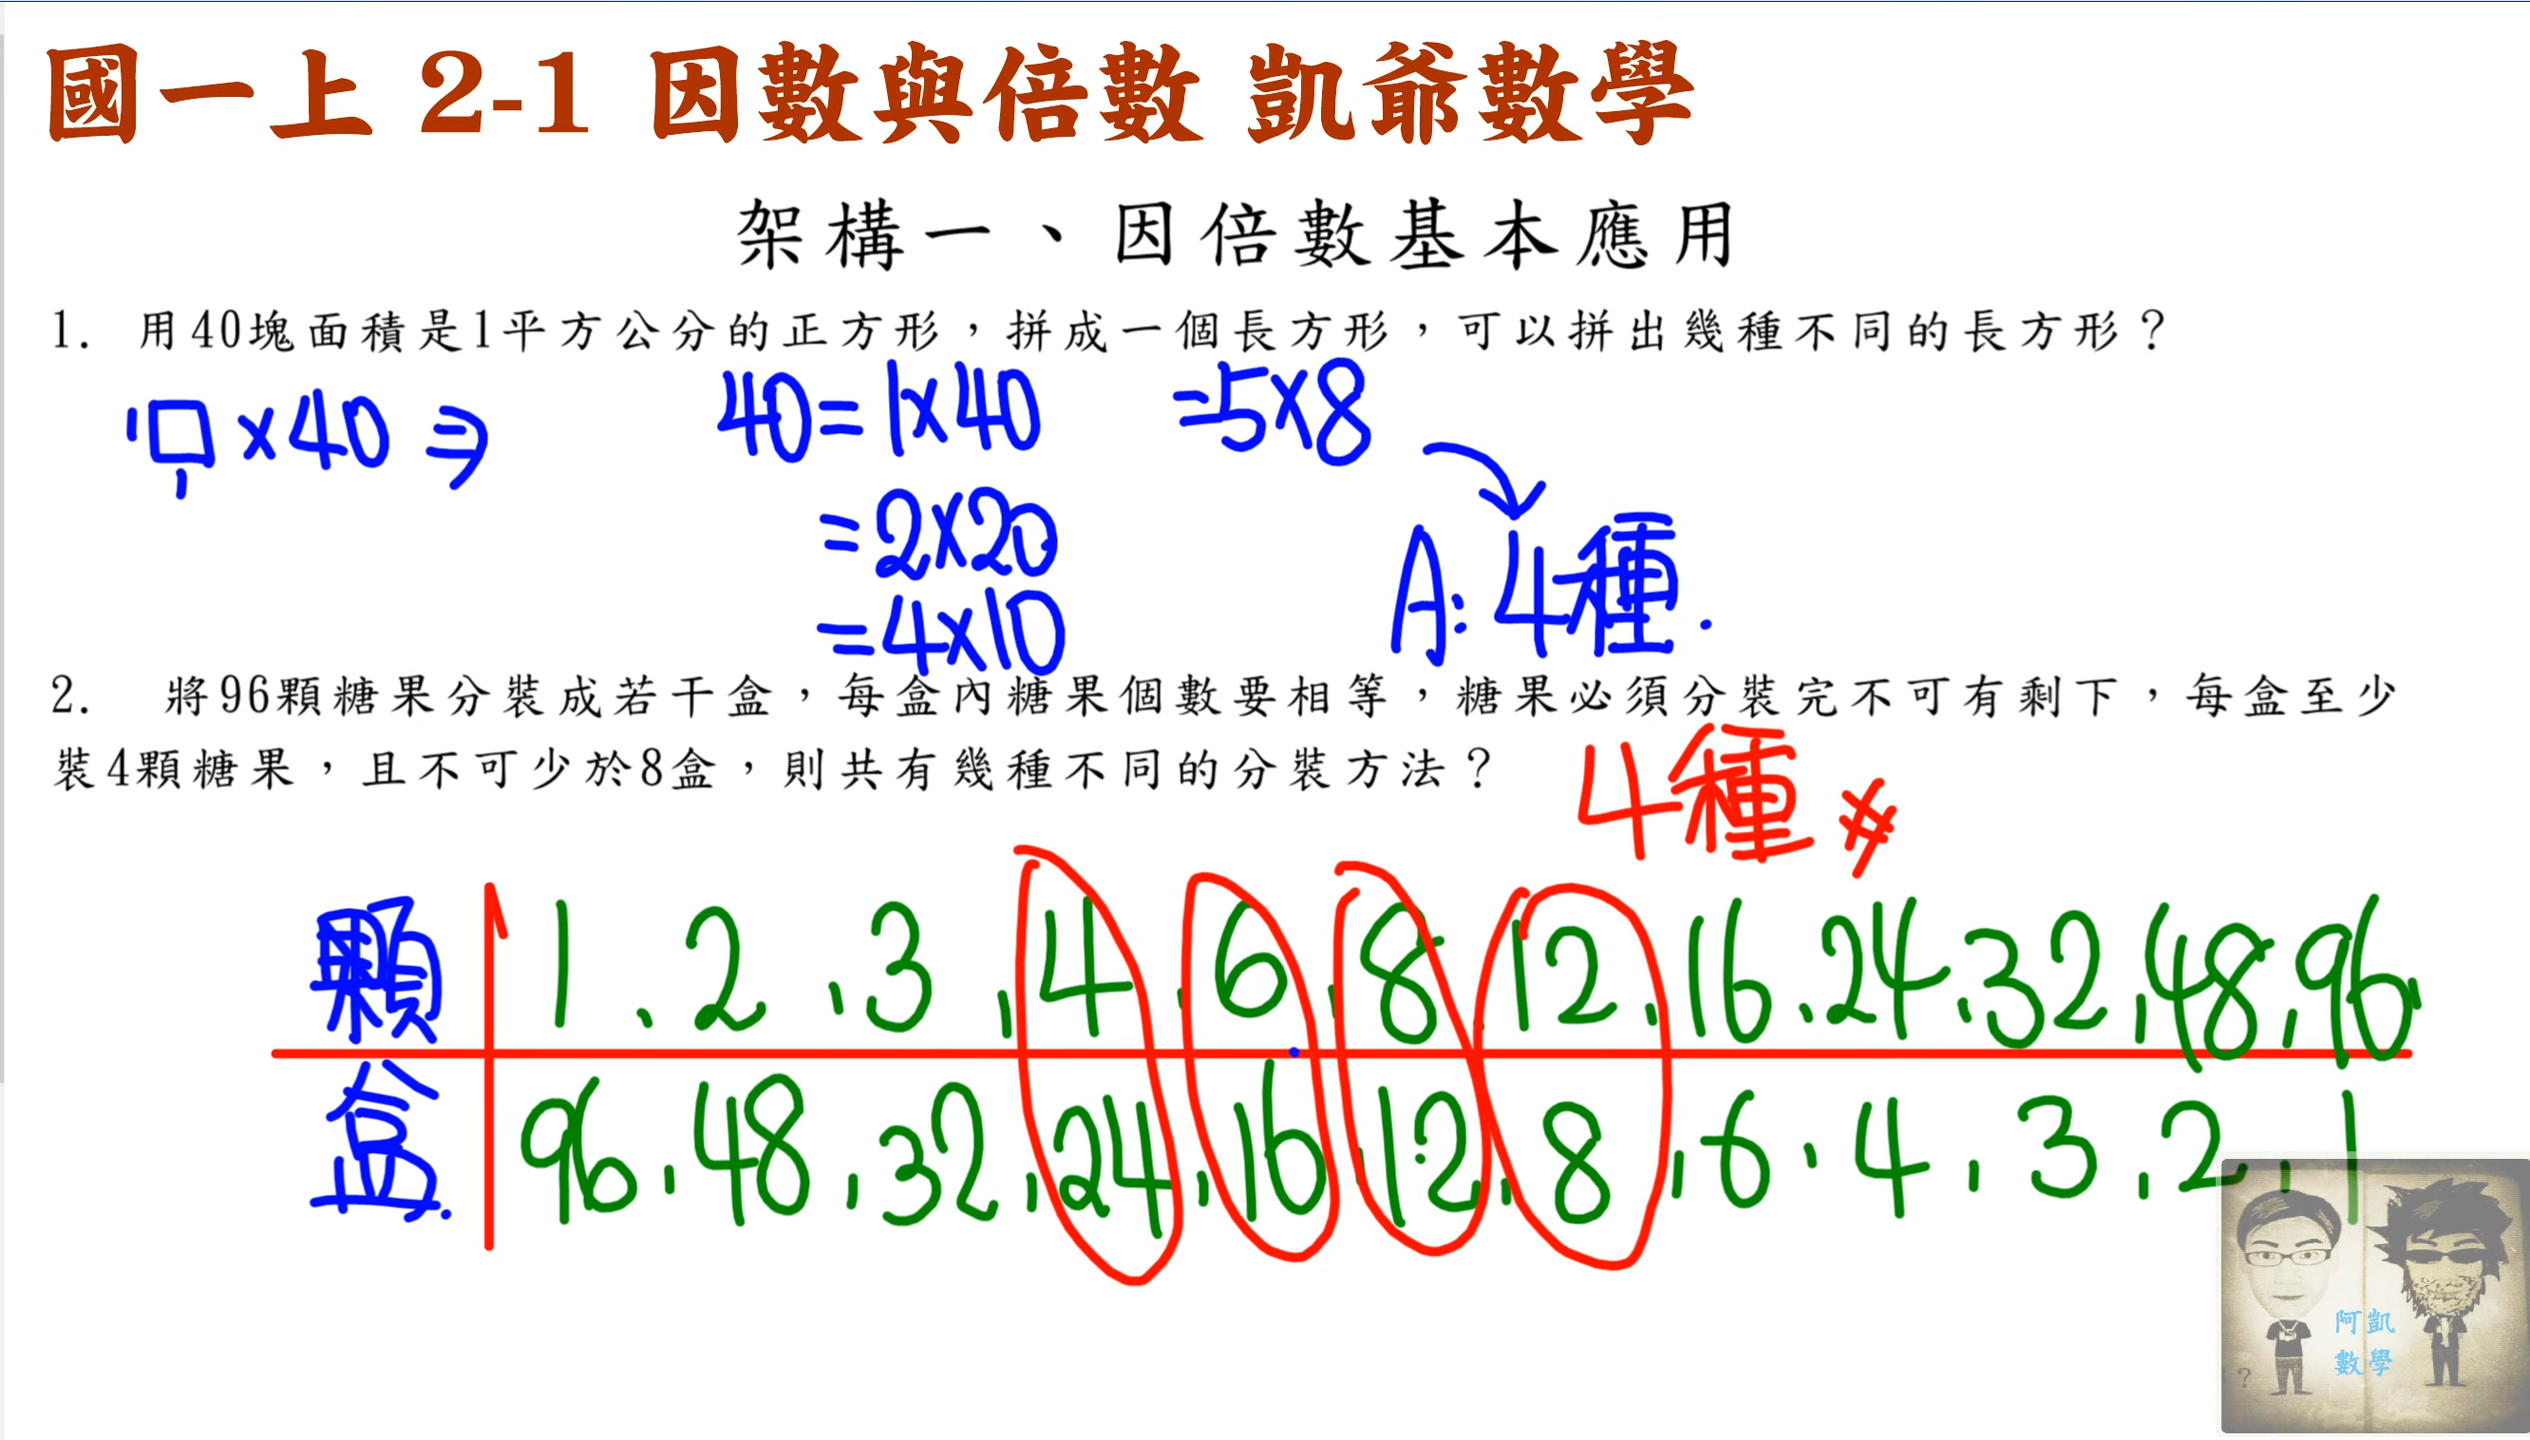 國一上 2-1 因數與倍數 凱爺數學
架構一、因倍數基本應用
1. 用40塊面積是1平方公分的正方形，拼成一個長方形，可以拼出幾種不同的長方形？
1□×40⇒
1
40=1×40
=2×20
=4×10
=5×8
A:4種.
2. 將96顆糖果分裝成若干盒，每盒內糖果個數要相等，糖果必須分裝完不可有剩下，每盒至少
裝4顆糖果，且不可少於8盒，則共有幾種不同的分裝方法？
4種#
顆 1、2、3、4、6、8、12、16、24、32、48、96
盒 96、48、32、24、16、12、8、6、4、3、2、1
阿凱
數學
?